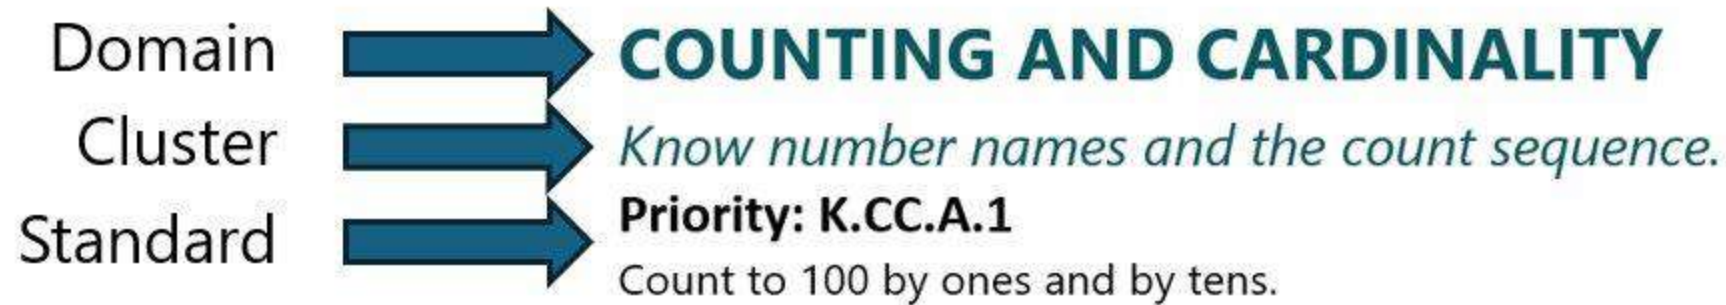 Domain COUNTING AND CARDINALITY
Cluster Know number names and the count sequence.
Standard Priority: K.CC.A.1
Count to 100 by ones and by tens.